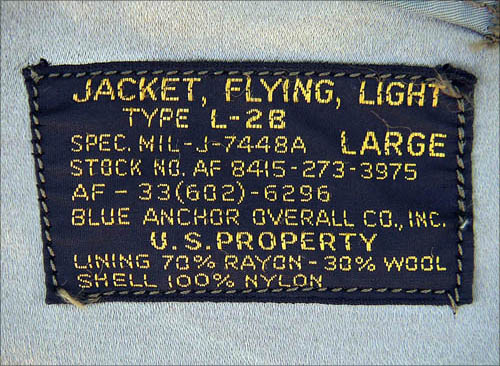 JACKET, FLYING, LIGHT
TYPE L-2B
SPEC. MIL-J-7448A LARGE
STOCK NO. AF 8415-273-3975
AF-33(602)-6296
BLUE ANCHOR OVERALL CO., INC.
U.S. PROPERTY
LINING 70% RAYON-30% WOOL
SHELL 100% NYLON